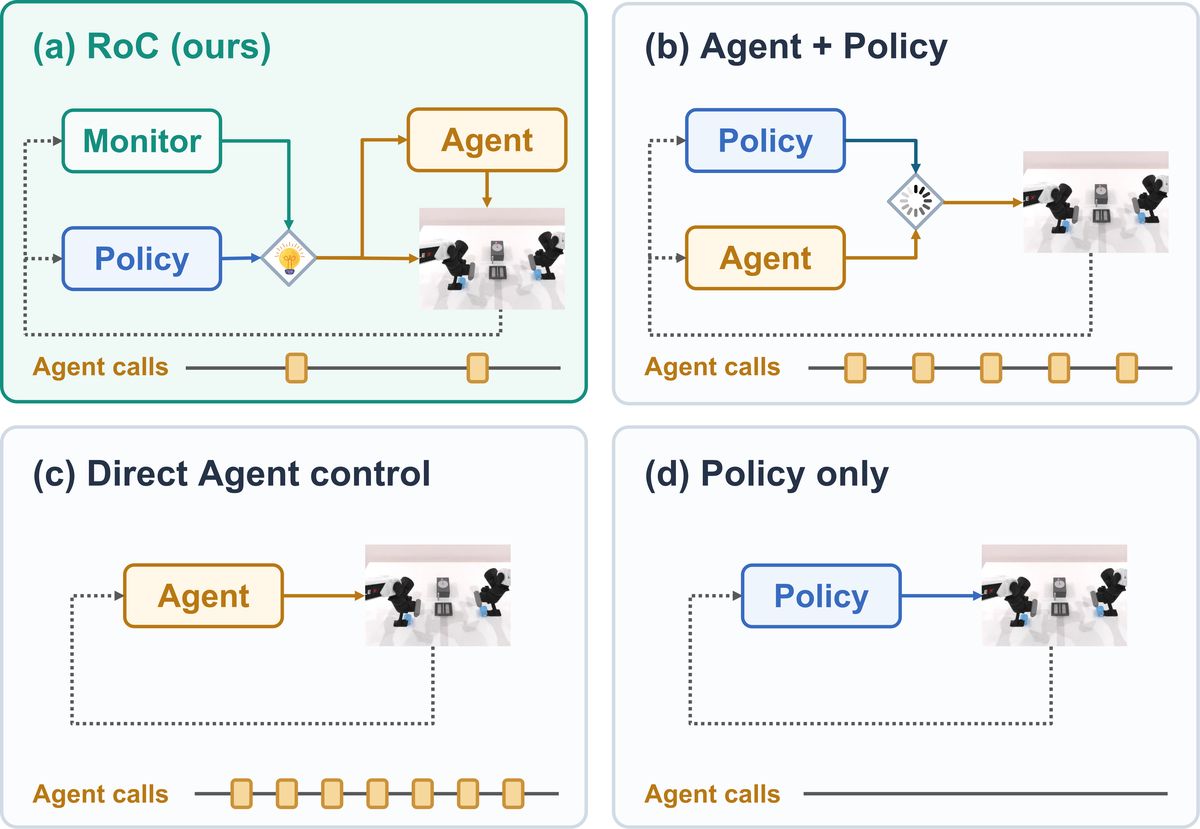 (a) RoC (ours)
Monitor
Agent
Policy
Agent calls
(b) Agent + Policy
Policy
Agent
Agent calls
(c) Direct Agent control
Agent
Agent calls
(d) Policy only
Policy
Agent calls